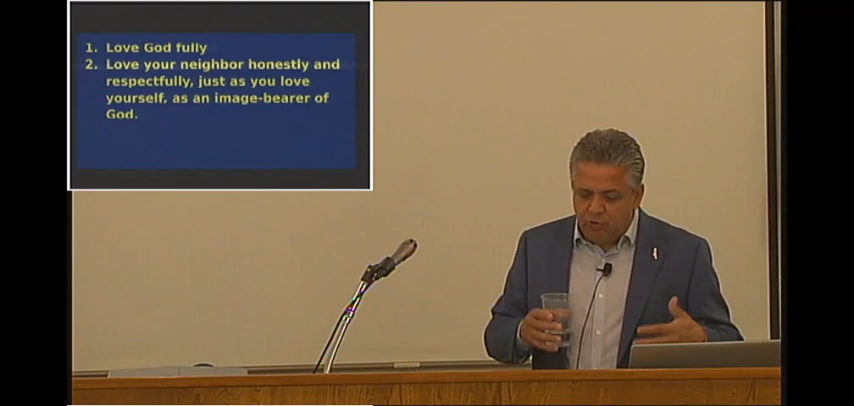 1. Love God fully
2. Love your neighbor honestly and
respectfully, just as you love
yourself, as an image-bearer of
God.